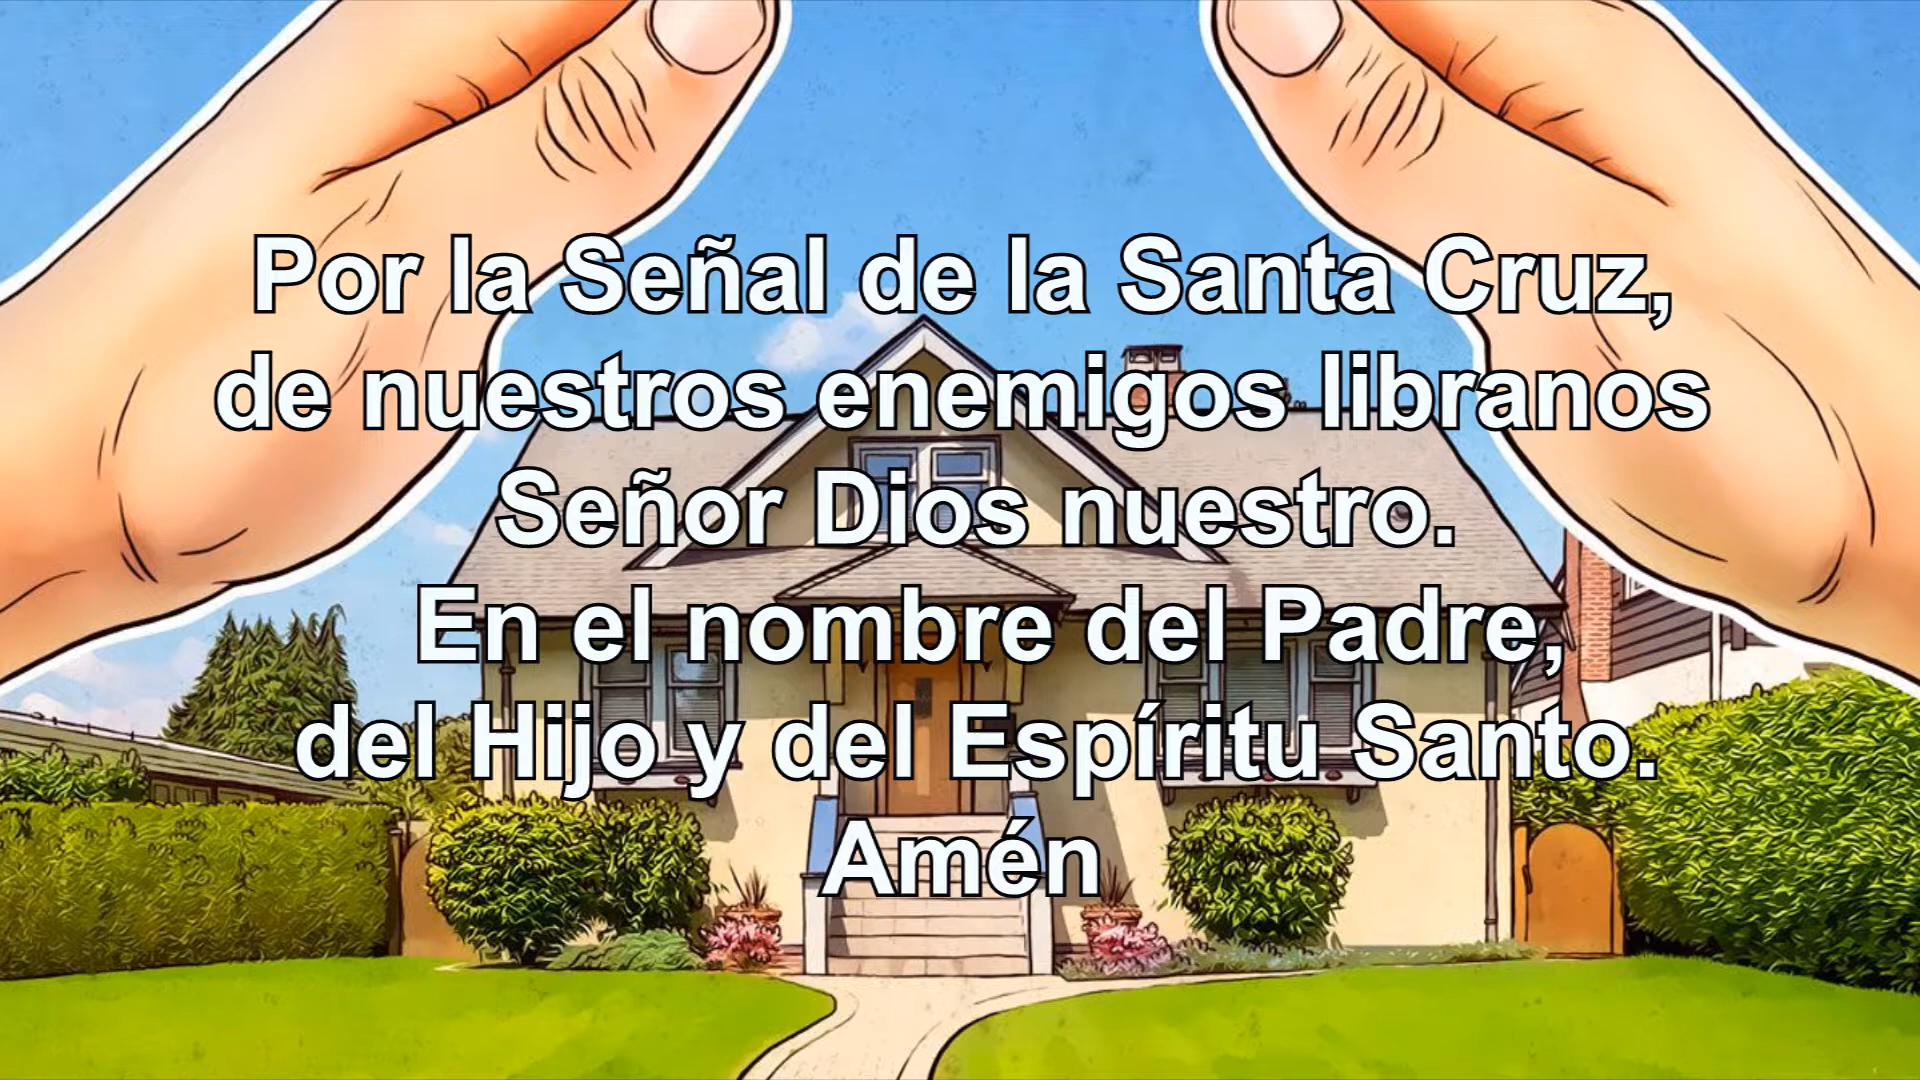 Por la Señal de la Santa Cruz,
de nuestros enemigos libranos
Señor Dios nuestro.
En el nombre del Padre,
del Hijo y del Espíritu Santo.
Amén